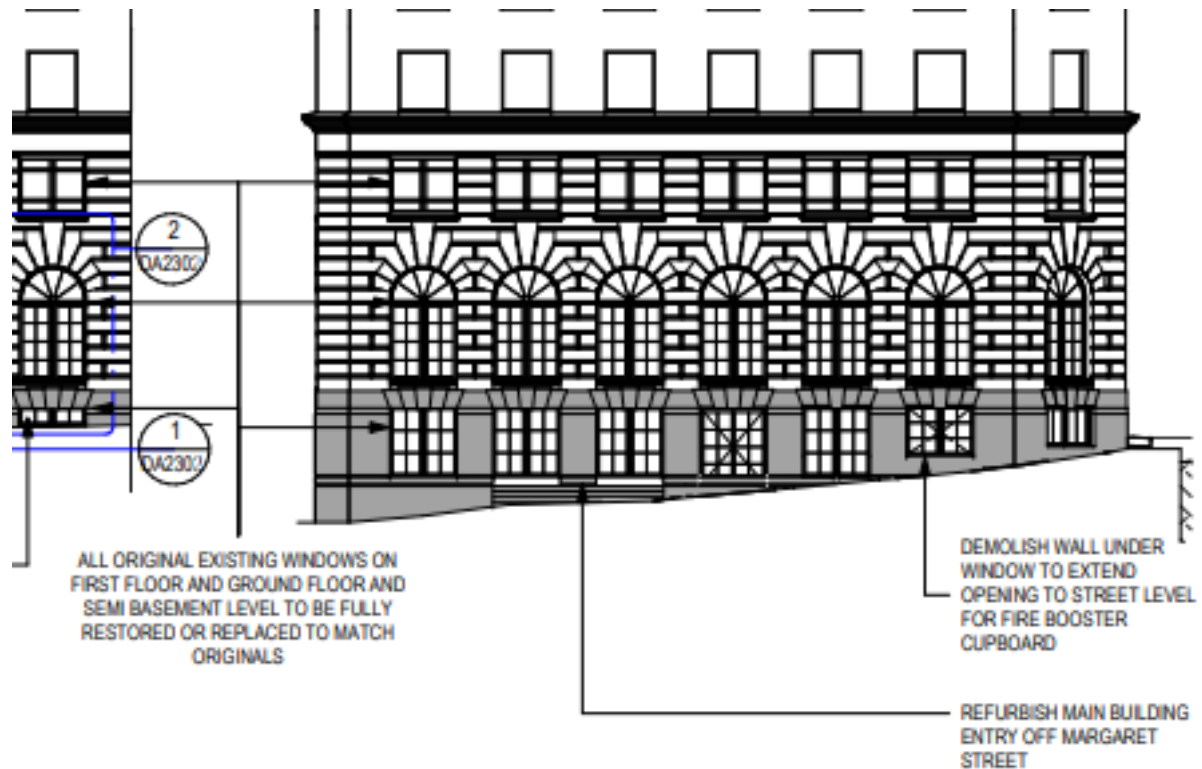 2
DA2302
1
DA2302
ALL ORIGINAL EXISTING WINDOWS ON
FIRST FLOOR AND GROUND FLOOR AND
SEMI BASEMENT LEVEL TO BE FULLY
RESTORED OR REPLACED TO MATCH
ORIGINALS
DEMOLISH WALL UNDER
WINDOW TO EXTEND
OPENING TO STREET LEVEL
FOR FIRE BOOSTER
CUPBOARD
REFURBISH MAIN BUILDING
ENTRY OFF MARGARET
STREET